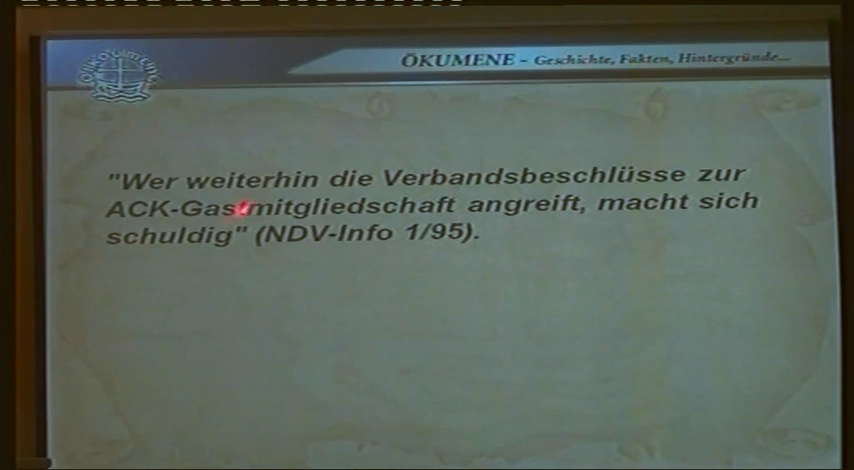 OIKOUMENE
ÖKUMENE - Geschichte, Fakten, Hintergründe...
"Wer weiterhin die Verbandsbeschlüsse zur
ACK-Gastmitgliedschaft angreift, macht sich
schuldig" (NDV-Info 1/95).